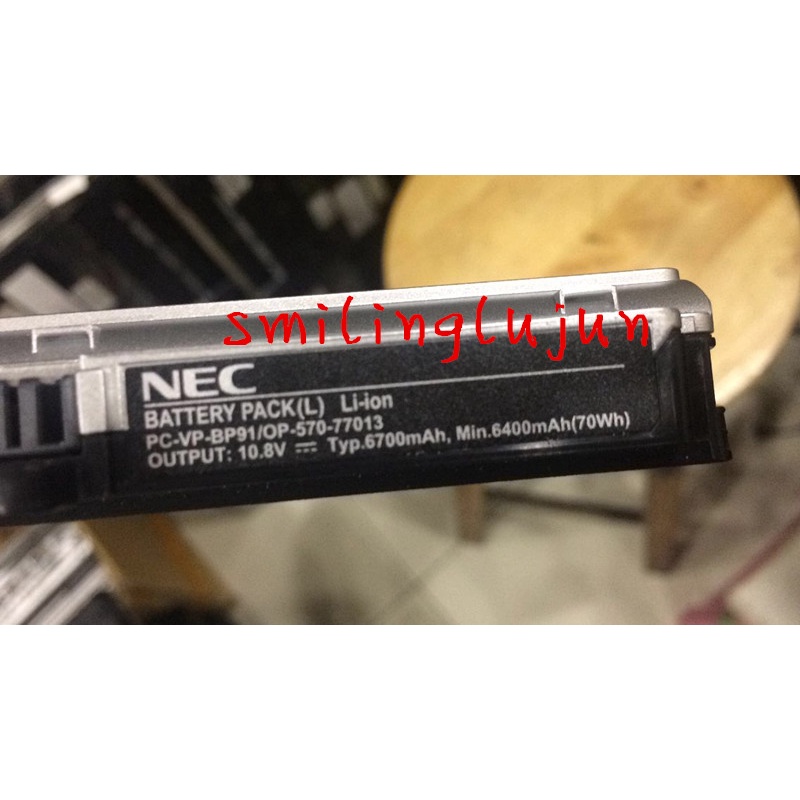 smilinglujun
NEC
BATTERY PACK(L) Li-ion
PC-VP-BP91/OP-570-77013
OUTPUT: 10.8V ⎓ Typ.6700mAh, Min.6400mAh(70Wh)